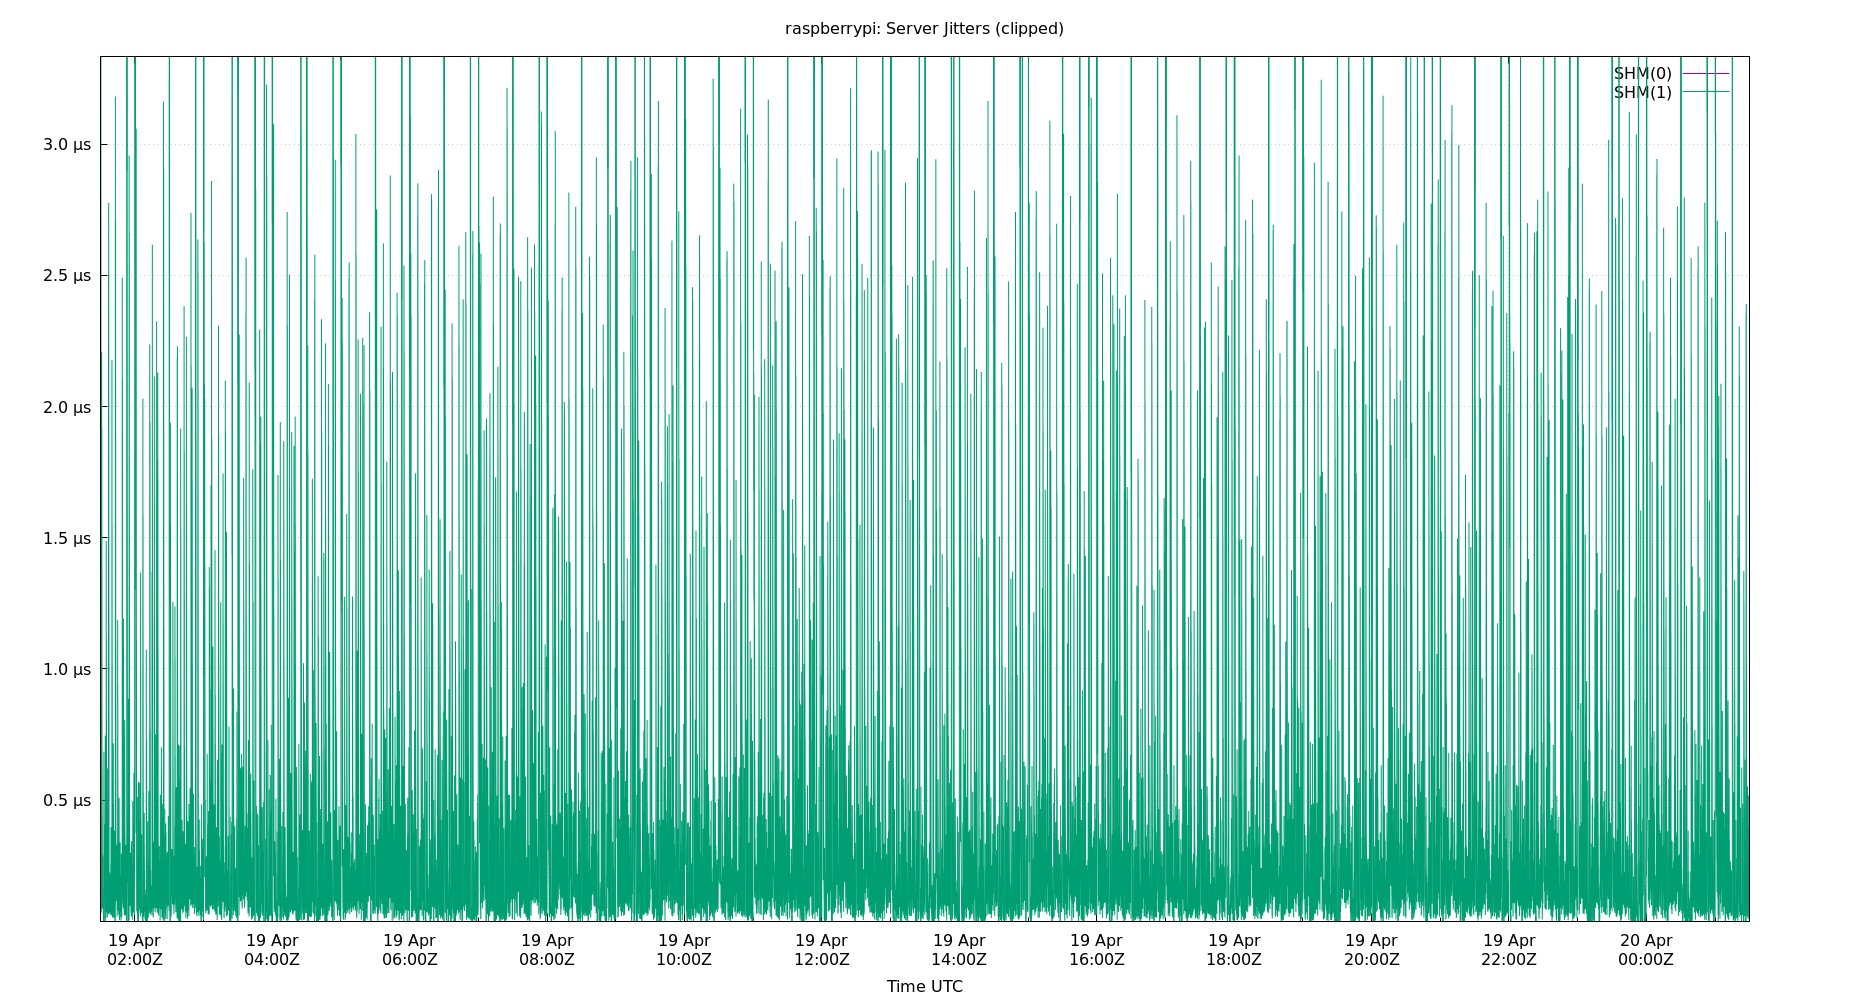 raspberrypi: Server Jitters (clipped)
SHM(0)
SHM(1)
3.0 µs
2.5 µs
2.0 µs
1.5 µs
1.0 µs
0.5 µs
19 Apr 19 Apr 19 Apr 19 Apr 19 Apr 19 Apr 19 Apr 19 Apr 19 Apr 19 Apr 19 Apr 20 Apr
02:00Z 04:00Z 06:00Z 08:00Z 10:00Z 12:00Z 14:00Z 16:00Z 18:00Z 20:00Z 22:00Z 00:00Z
Time UTC